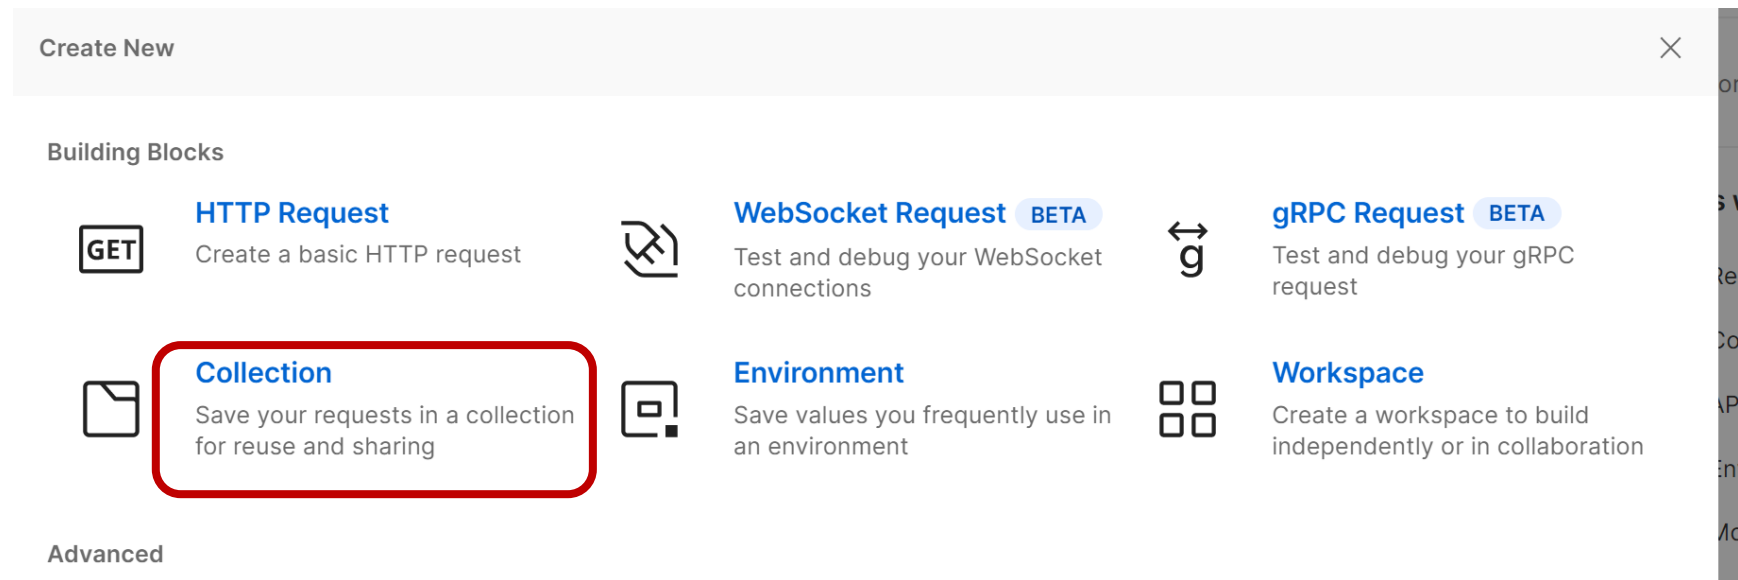 Create New
Building Blocks
GET
HTTP Request
Create a basic HTTP request
WebSocket Request BETA
Test and debug your WebSocket
connections
g
gRPC Request BETA
Test and debug your gRPC
request
Collection
Save your requests in a collection
for reuse and sharing
Environment
Save values you frequently use in
an environment
Workspace
Create a workspace to build
independently or in collaboration
Advanced